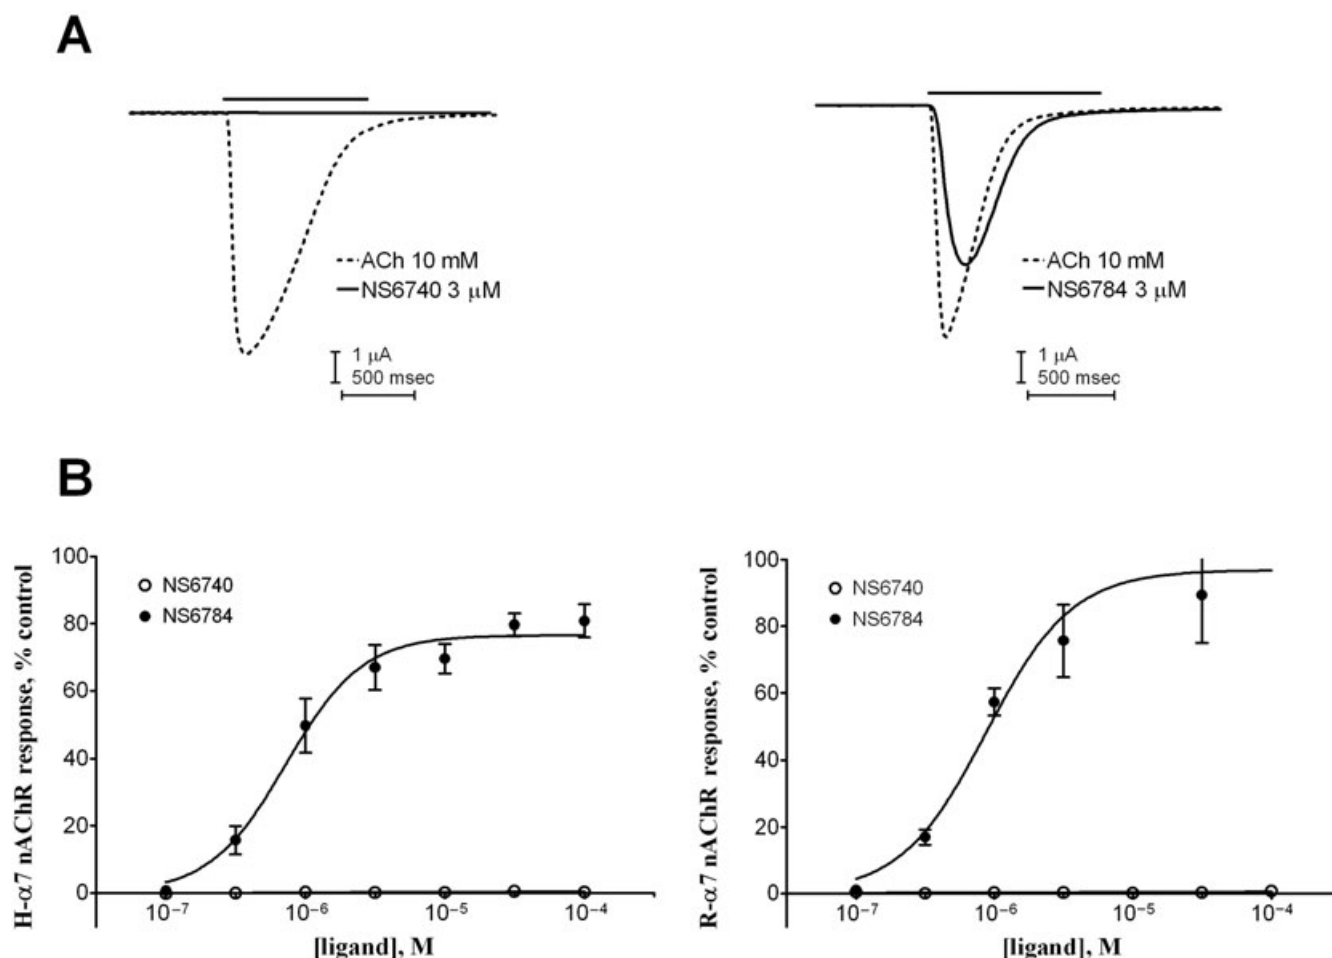 A
ACh 10 mM
NS6740 3 μM
1 μA
500 msec
ACh 10 mM
NS6784 3 μM
1 μA
500 msec
B
H-α7 nAChR response, % control
100
80
60
40
20
0
NS6740
NS6784
10⁻⁷
10⁻⁶
10⁻⁵
10⁻⁴
[ligand], M
R-α7 nAChR response, % control
100
80
60
40
20
0
NS6740
NS6784
10⁻⁷
10⁻⁶
10⁻⁵
10⁻⁴
[ligand], M